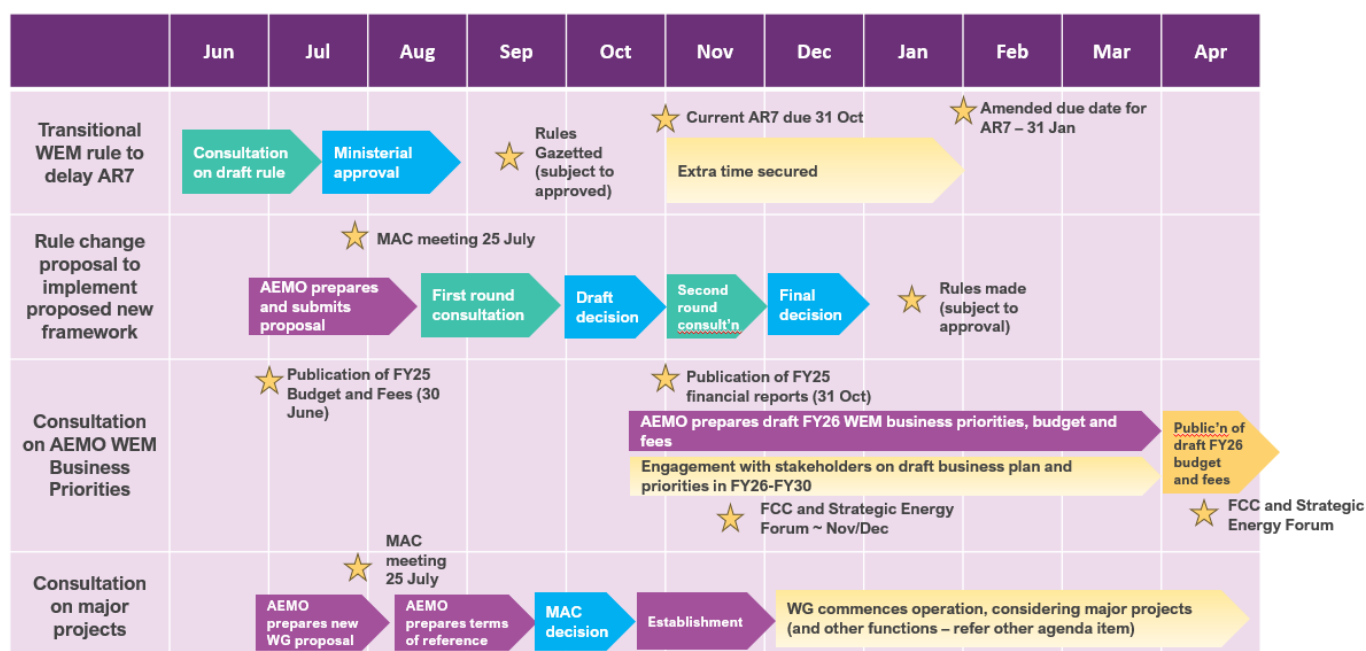 Jun Jul Aug Sep Oct Nov Dec Jan Feb Mar Apr
Transitional
WEM rule to
delay AR7
Consultation
on draft rule
Ministerial
approval
Rules
Gazetted
(subject to
approved)
Current AR7 due 31 Oct
Extra time secured
Amended due date for
AR7 – 31 Jan
Rule change
proposal to
implement
proposed new
framework
MAC meeting 25 July
AEMO prepares
and submits
proposal
First round
consultation
Draft
decision
Second
round
consult'n
Final
decision
Rules made
(subject to
approval)
Consultation
on AEMO WEM
Business
Priorities
Publication of FY25
Budget and Fees (30
June)
Publication of FY25
financial reports (31 Oct)
AEMO prepares draft FY26 WEM business priorities, budget and
fees
Engagement with stakeholders on draft business plan and
priorities in FY26-FY30
Public'n of
draft FY26
budget
and fees
FCC and Strategic Energy
Forum ~ Nov/Dec
FCC and Strategic
Energy Forum
Consultation
on major
projects
MAC
meeting
25 July
AEMO
prepares new
WG proposal
AEMO
prepares terms
of reference
MAC
decision
Establishment
WG commences operation, considering major projects
(and other functions – refer other agenda item)